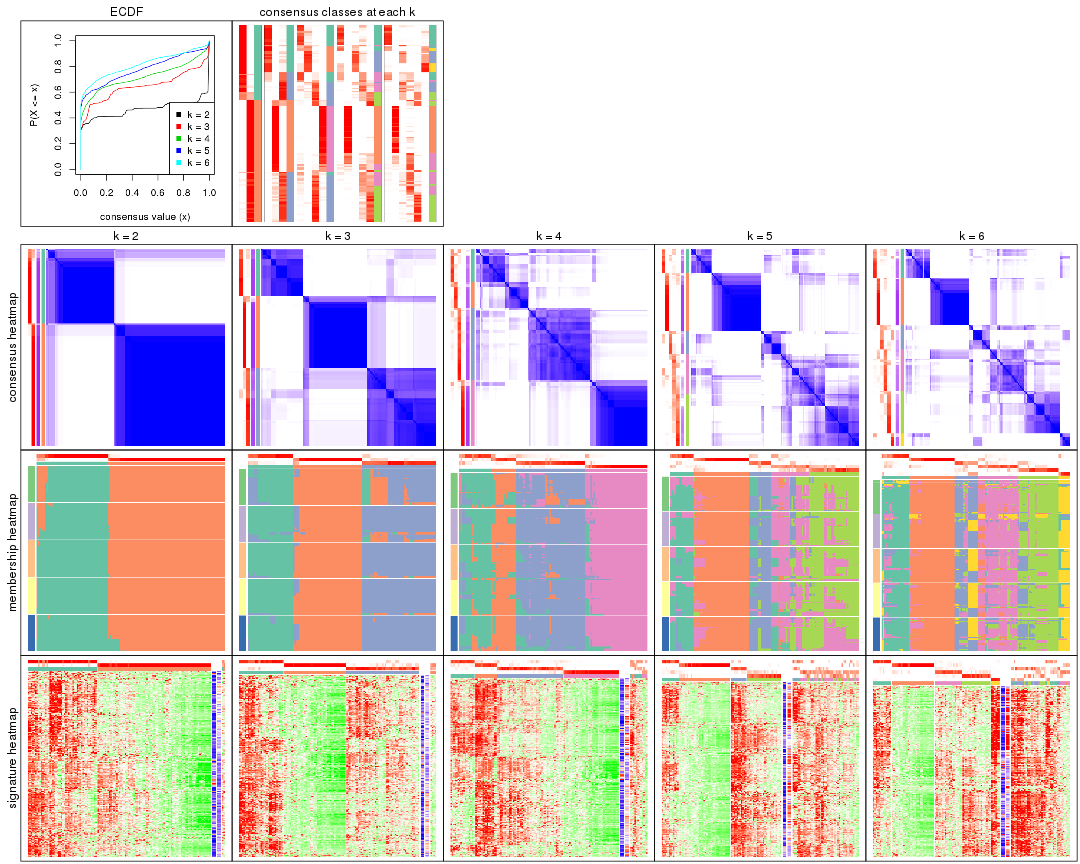 ECDF
consensus classes at each k
P(X <= x)
0.0 0.2 0.4 0.6 0.8 1.0
k = 2
k = 3
k = 4
k = 5
k = 6
0.0 0.2 0.4 0.6 0.8 1.0
consensus value (x)
k = 2 k = 3 k = 4 k = 5 k = 6
consensus heatmap
membership heatmap
signature heatmap